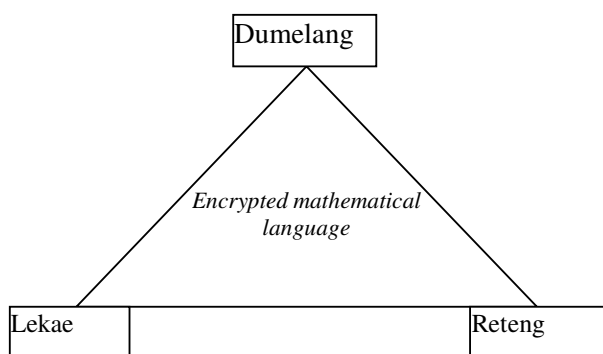 Dumelang
Encrypted mathematical
language
Lekae
Reteng